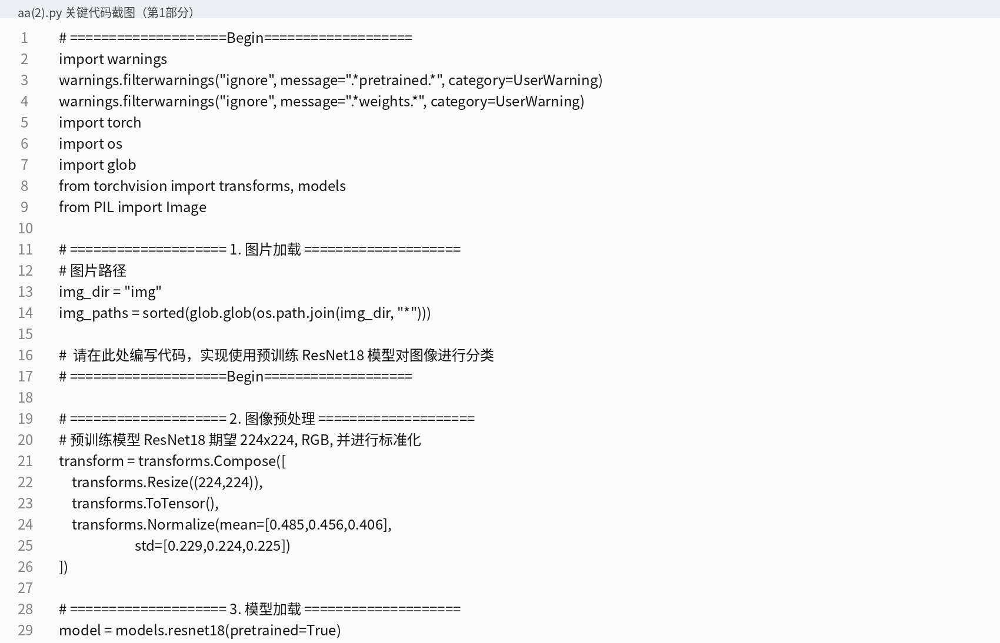 aa(2).py 关键代码截图（第1部分）
1 # ====================Begin===================
2 import warnings
3 warnings.filterwarnings("ignore", message=".*pretrained.*", category=UserWarning)
4 warnings.filterwarnings("ignore", message=".*weights.*", category=UserWarning)
5 import torch
6 import os
7 import glob
8 from torchvision import transforms, models
9 from PIL import Image
10
11 # ==================== 1. 图片加载 ====================
12 # 图片路径
13 img_dir = "img"
14 img_paths = sorted(glob.glob(os.path.join(img_dir, "*")))
15
16 #  请在此处编写代码，实现使用预训练 ResNet18 模型对图像进行分类
17 # ====================Begin===================
18
19 # ==================== 2. 图像预处理 ====================
20 # 预训练模型 ResNet18 期望 224x224, RGB, 并进行标准化
21 transform = transforms.Compose([
22     transforms.Resize((224,224)),
23     transforms.ToTensor(),
24     transforms.Normalize(mean=[0.485,0.456,0.406],
25                          std=[0.229,0.224,0.225])
26 ])
27
28 # ==================== 3. 模型加载 ====================
29 model = models.resnet18(pretrained=True)